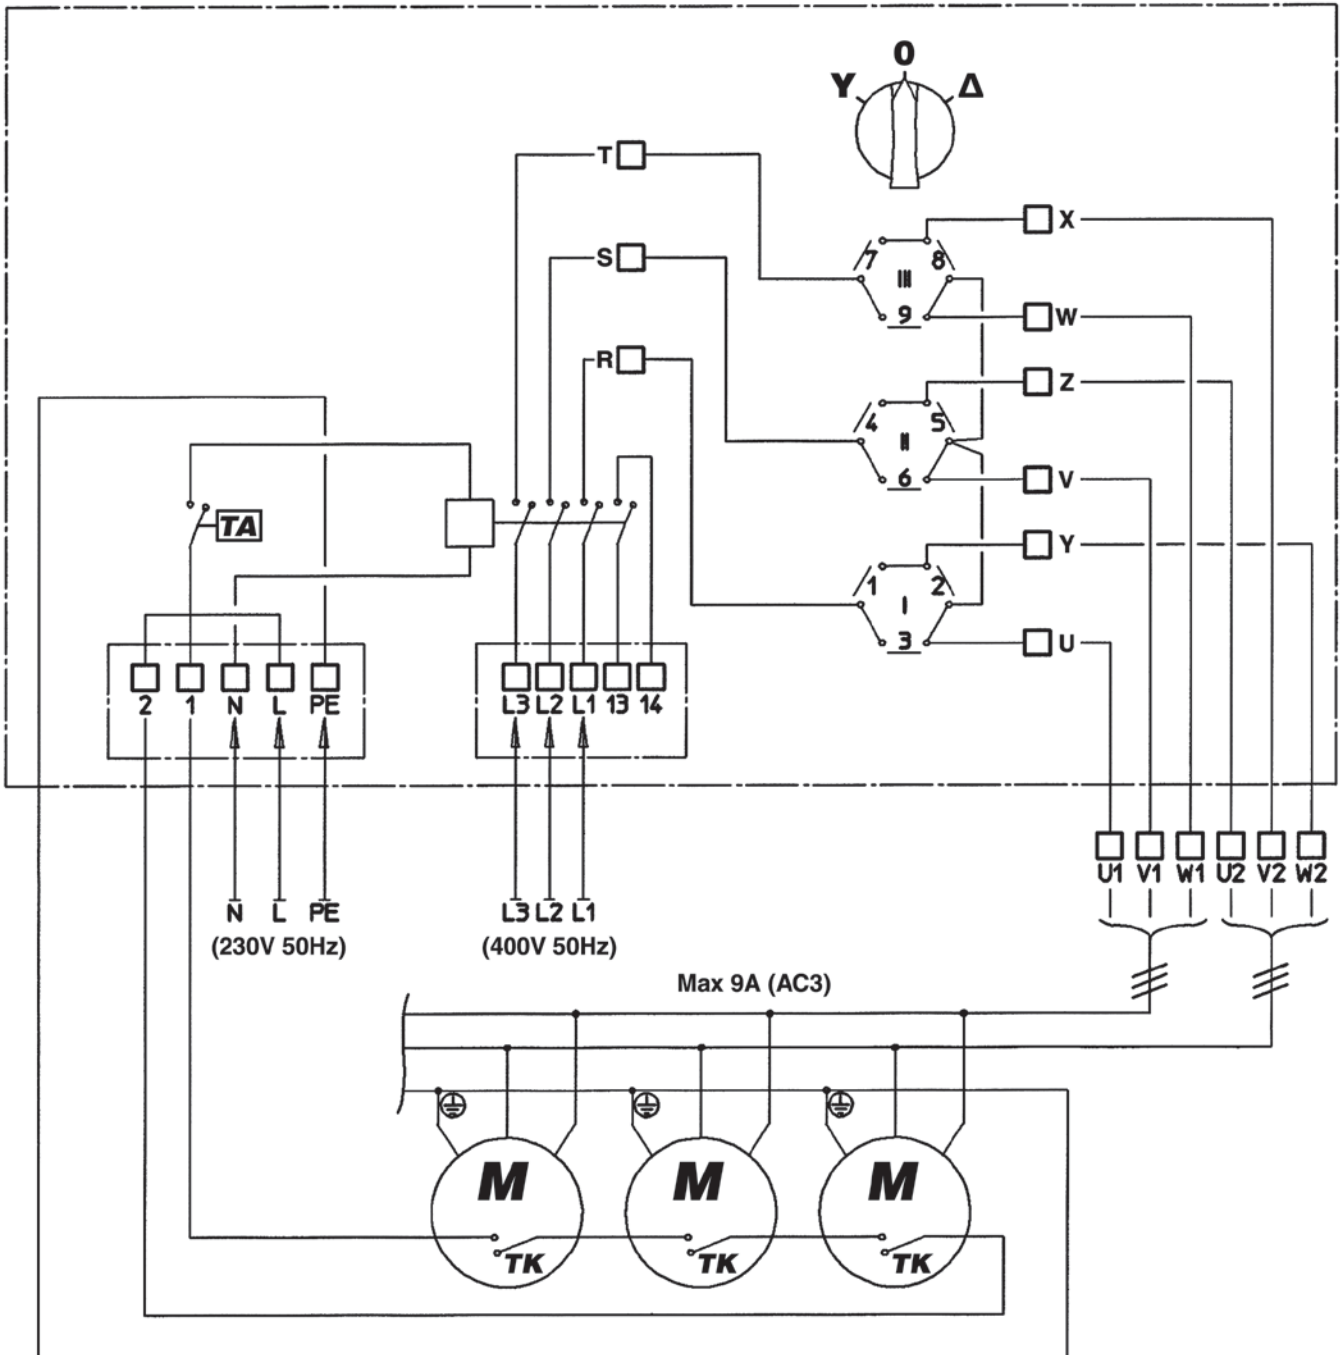 0
Y Δ
T
X
7 8
S
III
9
W
R
Z
4 5
II
6
V
TA
Y
1 2
I
3
U
2 1 N L PE
L3 L2 L1 13 14
U1 V1 W1 U2 V2 W2
N L PE
L3 L2 L1
(230V 50Hz)
(400V 50Hz)
Max 9A (AC3)
M M M
TK TK TK